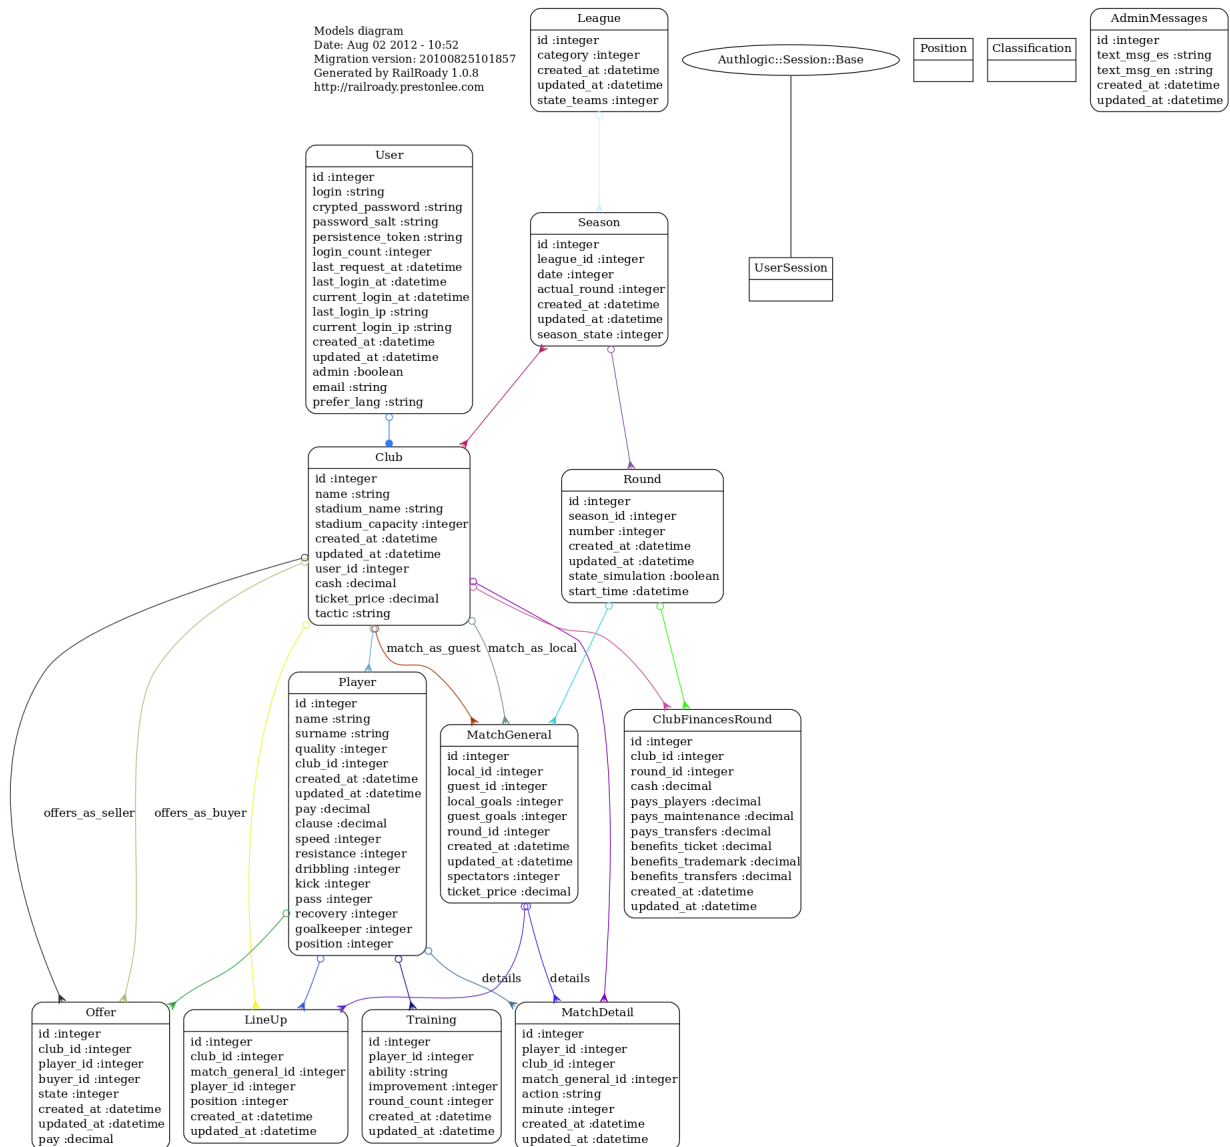 Models diagram
Date: Aug 02 2012 - 10:52
Migration version: 20100825101857
Generated by RailRoady 1.0.8
http://railroady.prestonlee.com
League
id :integer
category :integer
created_at :datetime
updated_at :datetime
state_teams :integer
Authlogic::Session::Base
Position
Classification
AdminMessages
id :integer
text_msg_es :string
text_msg_en :string
created_at :datetime
updated_at :datetime
User
id :integer
login :string
crypted_password :string
password_salt :string
persistence_token :string
login_count :integer
last_request_at :datetime
last_login_at :datetime
current_login_at :datetime
last_login_ip :string
current_login_ip :string
created_at :datetime
updated_at :datetime
admin :boolean
email :string
prefer_lang :string
Season
id :integer
league_id :integer
date :integer
actual_round :integer
created_at :datetime
updated_at :datetime
season_state :integer
UserSession
Club
id :integer
name :string
stadium_name :string
stadium_capacity :integer
created_at :datetime
updated_at :datetime
user_id :integer
cash :decimal
ticket_price :decimal
tactic :string
Round
id :integer
season_id :integer
number :integer
created_at :datetime
updated_at :datetime
state_simulation :boolean
start_time :datetime
match_as_guest
match_as_local
offers_as_seller
offers_as_buyer
Player
id :integer
name :string
surname :string
quality :integer
club_id :integer
created_at :datetime
updated_at :datetime
pay :decimal
clause :decimal
speed :integer
resistance :integer
dribbling :integer
kick :integer
pass :integer
recovery :integer
goalkeeper :integer
position :integer
MatchGeneral
id :integer
local_id :integer
guest_id :integer
local_goals :integer
guest_goals :integer
round_id :integer
created_at :datetime
updated_at :datetime
spectators :integer
ticket_price :decimal
ClubFinancesRound
id :integer
club_id :integer
round_id :integer
cash :decimal
pays_players :decimal
pays_maintenance :decimal
pays_transfers :decimal
benefits_ticket :decimal
benefits_trademark :decimal
benefits_transfers :decimal
created_at :datetime
updated_at :datetime
details
details
Offer
id :integer
club_id :integer
player_id :integer
buyer_id :integer
state :integer
created_at :datetime
updated_at :datetime
pay :decimal
LineUp
id :integer
club_id :integer
match_general_id :integer
player_id :integer
position :integer
created_at :datetime
updated_at :datetime
Training
id :integer
player_id :integer
ability :string
improvement :integer
round_count :integer
created_at :datetime
updated_at :datetime
MatchDetail
id :integer
player_id :integer
club_id :integer
match_general_id :integer
action :string
minute :integer
created_at :datetime
updated_at :datetime